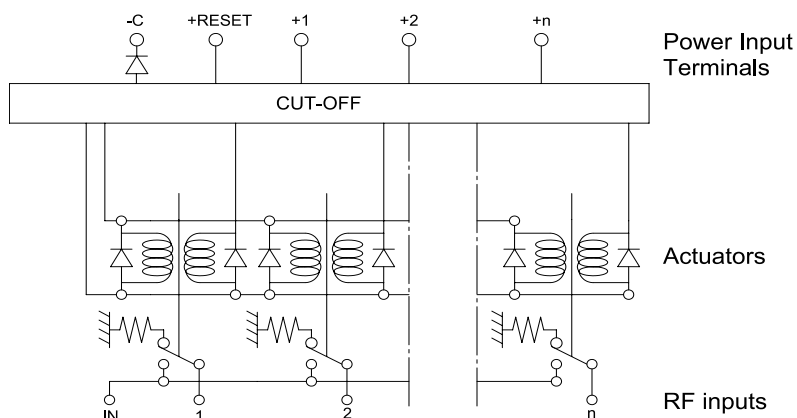 -C +RESET +1 +2 +n
Power Input
Terminals
CUT-OFF
Actuators
IN 1 2 n
RF inputs